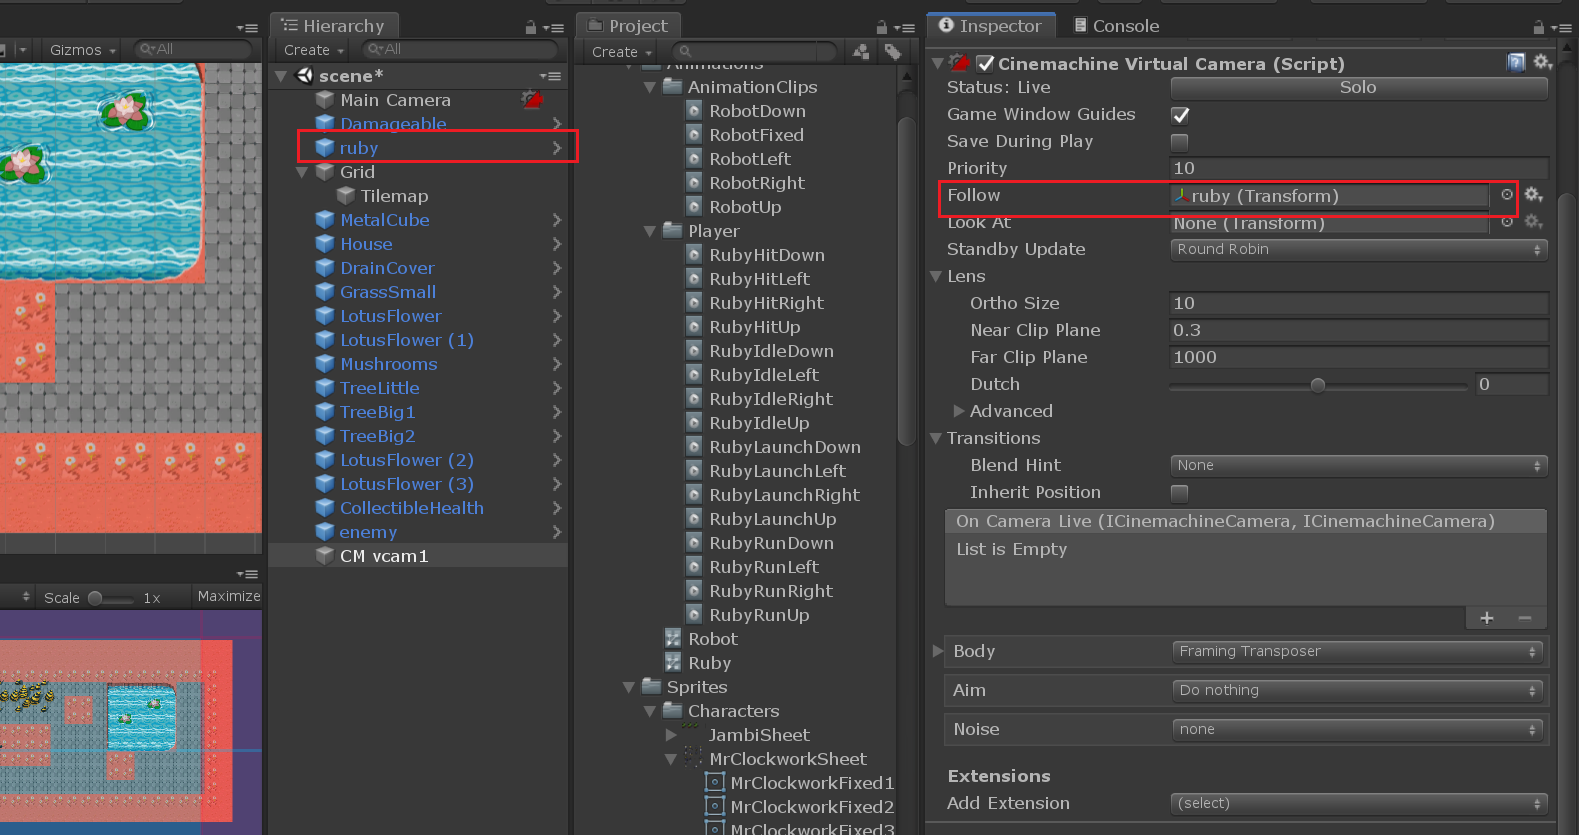 Gizmos
All
Scale
1x
Maximize
Hierarchy
Create
All
scene*
Main Camera
Damageable
ruby
Grid
Tilemap
MetalCube
House
DrainCover
GrassSmall
LotusFlower
LotusFlower (1)
Mushrooms
TreeLittle
TreeBig1
TreeBig2
LotusFlower (2)
LotusFlower (3)
CollectibleHealth
enemy
CM vcam1
Project
Create
Animations
AnimationClips
RobotDown
RobotFixed
RobotLeft
RobotRight
RobotUp
Player
RubyHitDown
RubyHitLeft
RubyHitRight
RubyHitUp
RubyIdleDown
RubyIdleLeft
RubyIdleRight
RubyIdleUp
RubyLaunchDown
RubyLaunchLeft
RubyLaunchRight
RubyLaunchUp
RubyRunDown
RubyRunLeft
RubyRunRight
RubyRunUp
Robot
Ruby
Sprites
Characters
JambiSheet
MrClockworkSheet
MrClockworkFixed1
MrClockworkFixed2
MrClockworkFixed3
Inspector
Console
Cinemachine Virtual Camera (Script)
Status: Live
Solo
Game Window Guides
Save During Play
Priority
10
Follow
ruby (Transform)
Look At
None (Transform)
Standby Update
Round Robin
Lens
Ortho Size
10
Near Clip Plane
0.3
Far Clip Plane
1000
Dutch
0
Advanced
Transitions
Blend Hint
None
Inherit Position
On Camera Live (ICinemachineCamera, ICinemachineCamera)
List is Empty
Body
Framing Transposer
Aim
Do nothing
Noise
none
Extensions
Add Extension
(select)